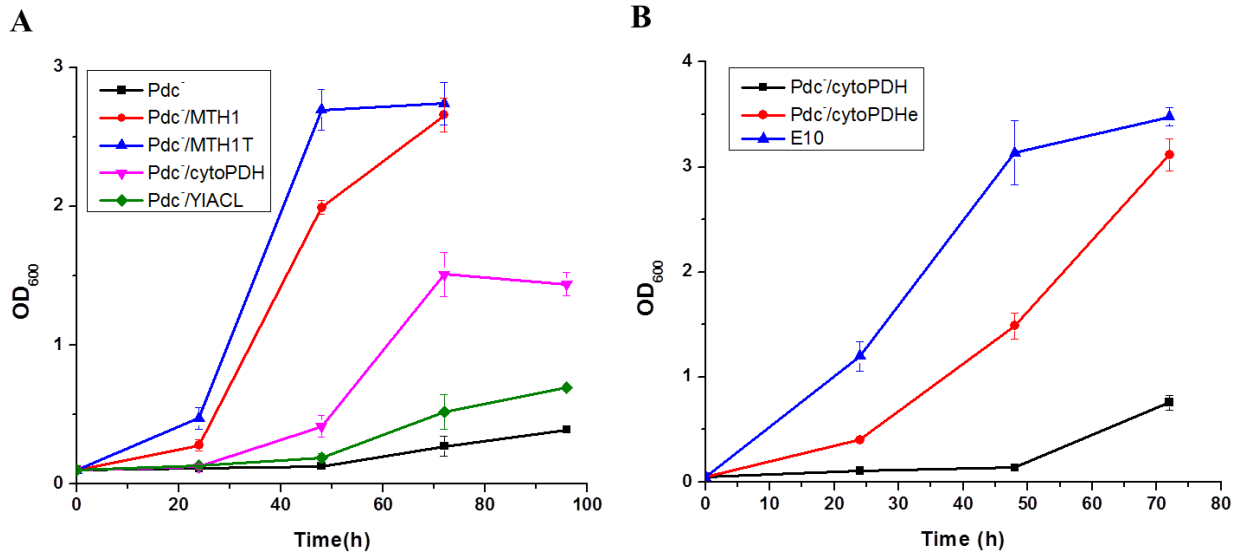 A
3
2
1
0
OD600
0
20
40
60
80
100
Time(h)
Pdc-
Pdc-/MTH1
Pdc-/MTH1T
Pdc-/cytoPDH
Pdc-/YIACL
B
4
3
2
1
0
OD600
0
10
20
30
40
50
60
70
80
Time (h)
Pdc-/cytoPDH
Pdc-/cytoPDHe
E10